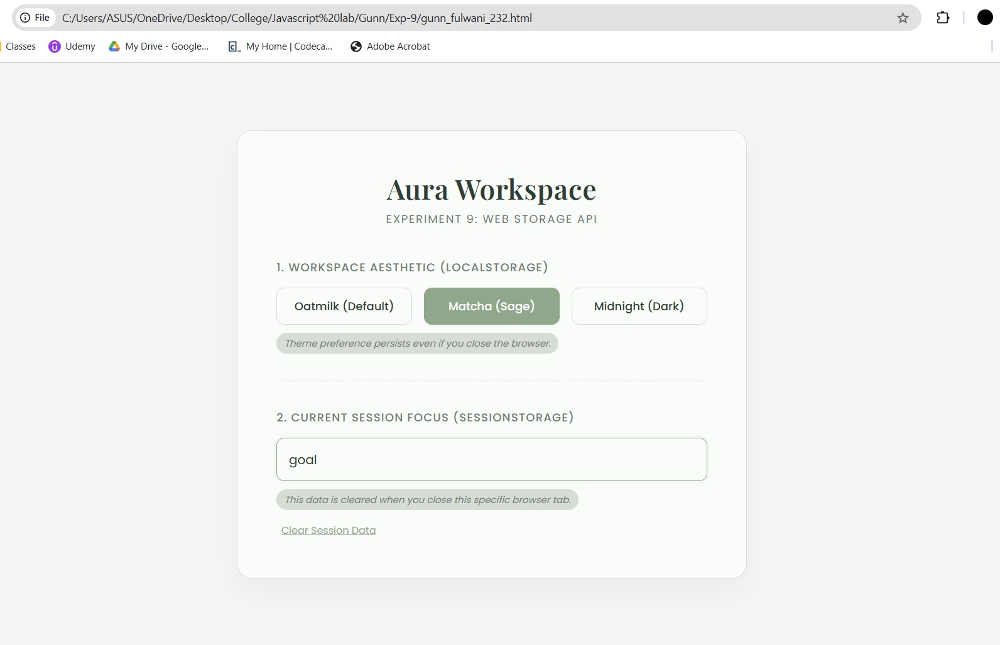 File C:/Users/ASUS/OneDrive/Desktop/College/Javascript%20lab/Gunn/Exp-9/gunn_fulwani_232.html
Classes Udemy My Drive - Google... My Home | Codeca... Adobe Acrobat
Aura Workspace
EXPERIMENT 9: WEB STORAGE API
1. WORKSPACE AESTHETIC (LOCALSTORAGE)
Oatmilk (Default) Matcha (Sage) Midnight (Dark)
Theme preference persists even if you close the browser.
2. CURRENT SESSION FOCUS (SESSIONSTORAGE)
goal
This data is cleared when you close this specific browser tab.
Clear Session Data